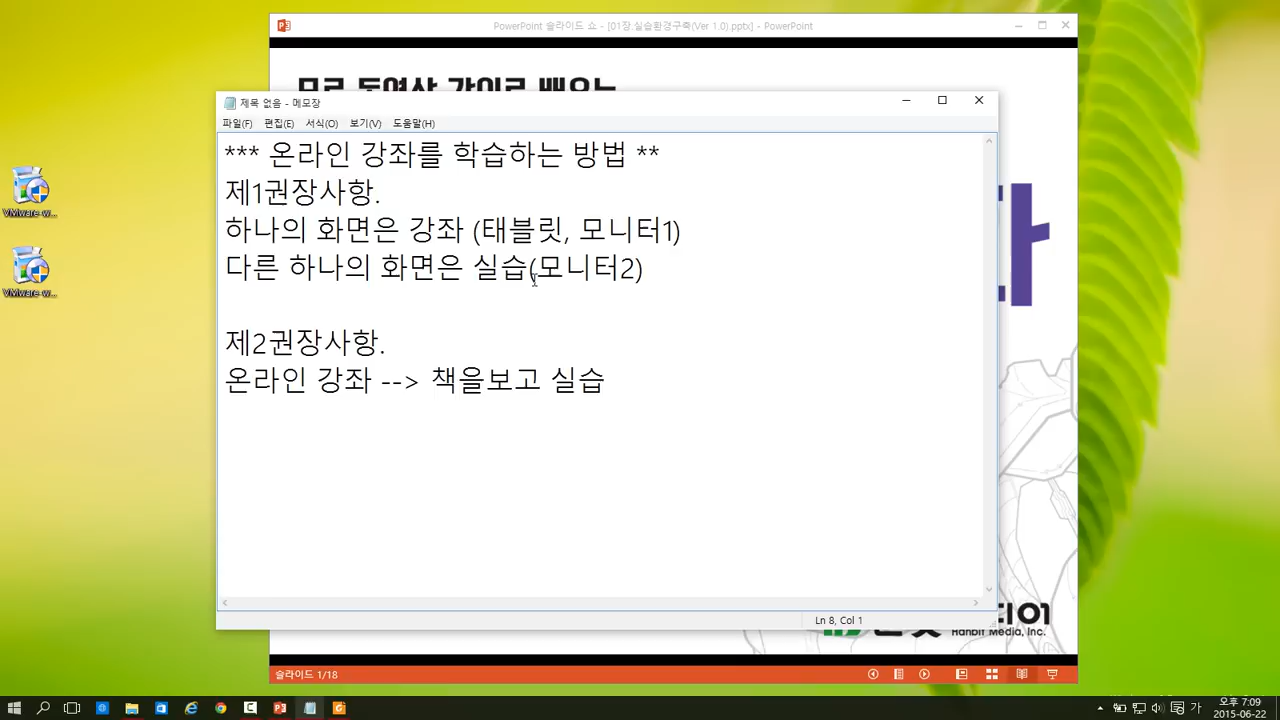 PowerPoint 슬라이드 쇼 - [01장.실습환경구축(Ver 1.0).pptx] - PowerPoint
제목 없음 - 메모장
파일(F) 편집(E) 서식(O) 보기(V) 도움말(H)
*** 온라인 강좌를 학습하는 방법 **
제1권장사항.
하나의 화면은 강좌 (태블릿, 모니터1)
다른 하나의 화면은 실습(모니터2)
제2권장사항.
온라인 강좌 --> 책을보고 실습
VMware-w...
VMware-w...
Ln 8, Col 1
Hanbit Media, Inc.
슬라이드 1/18
가
오후 7:09
2015-06-22